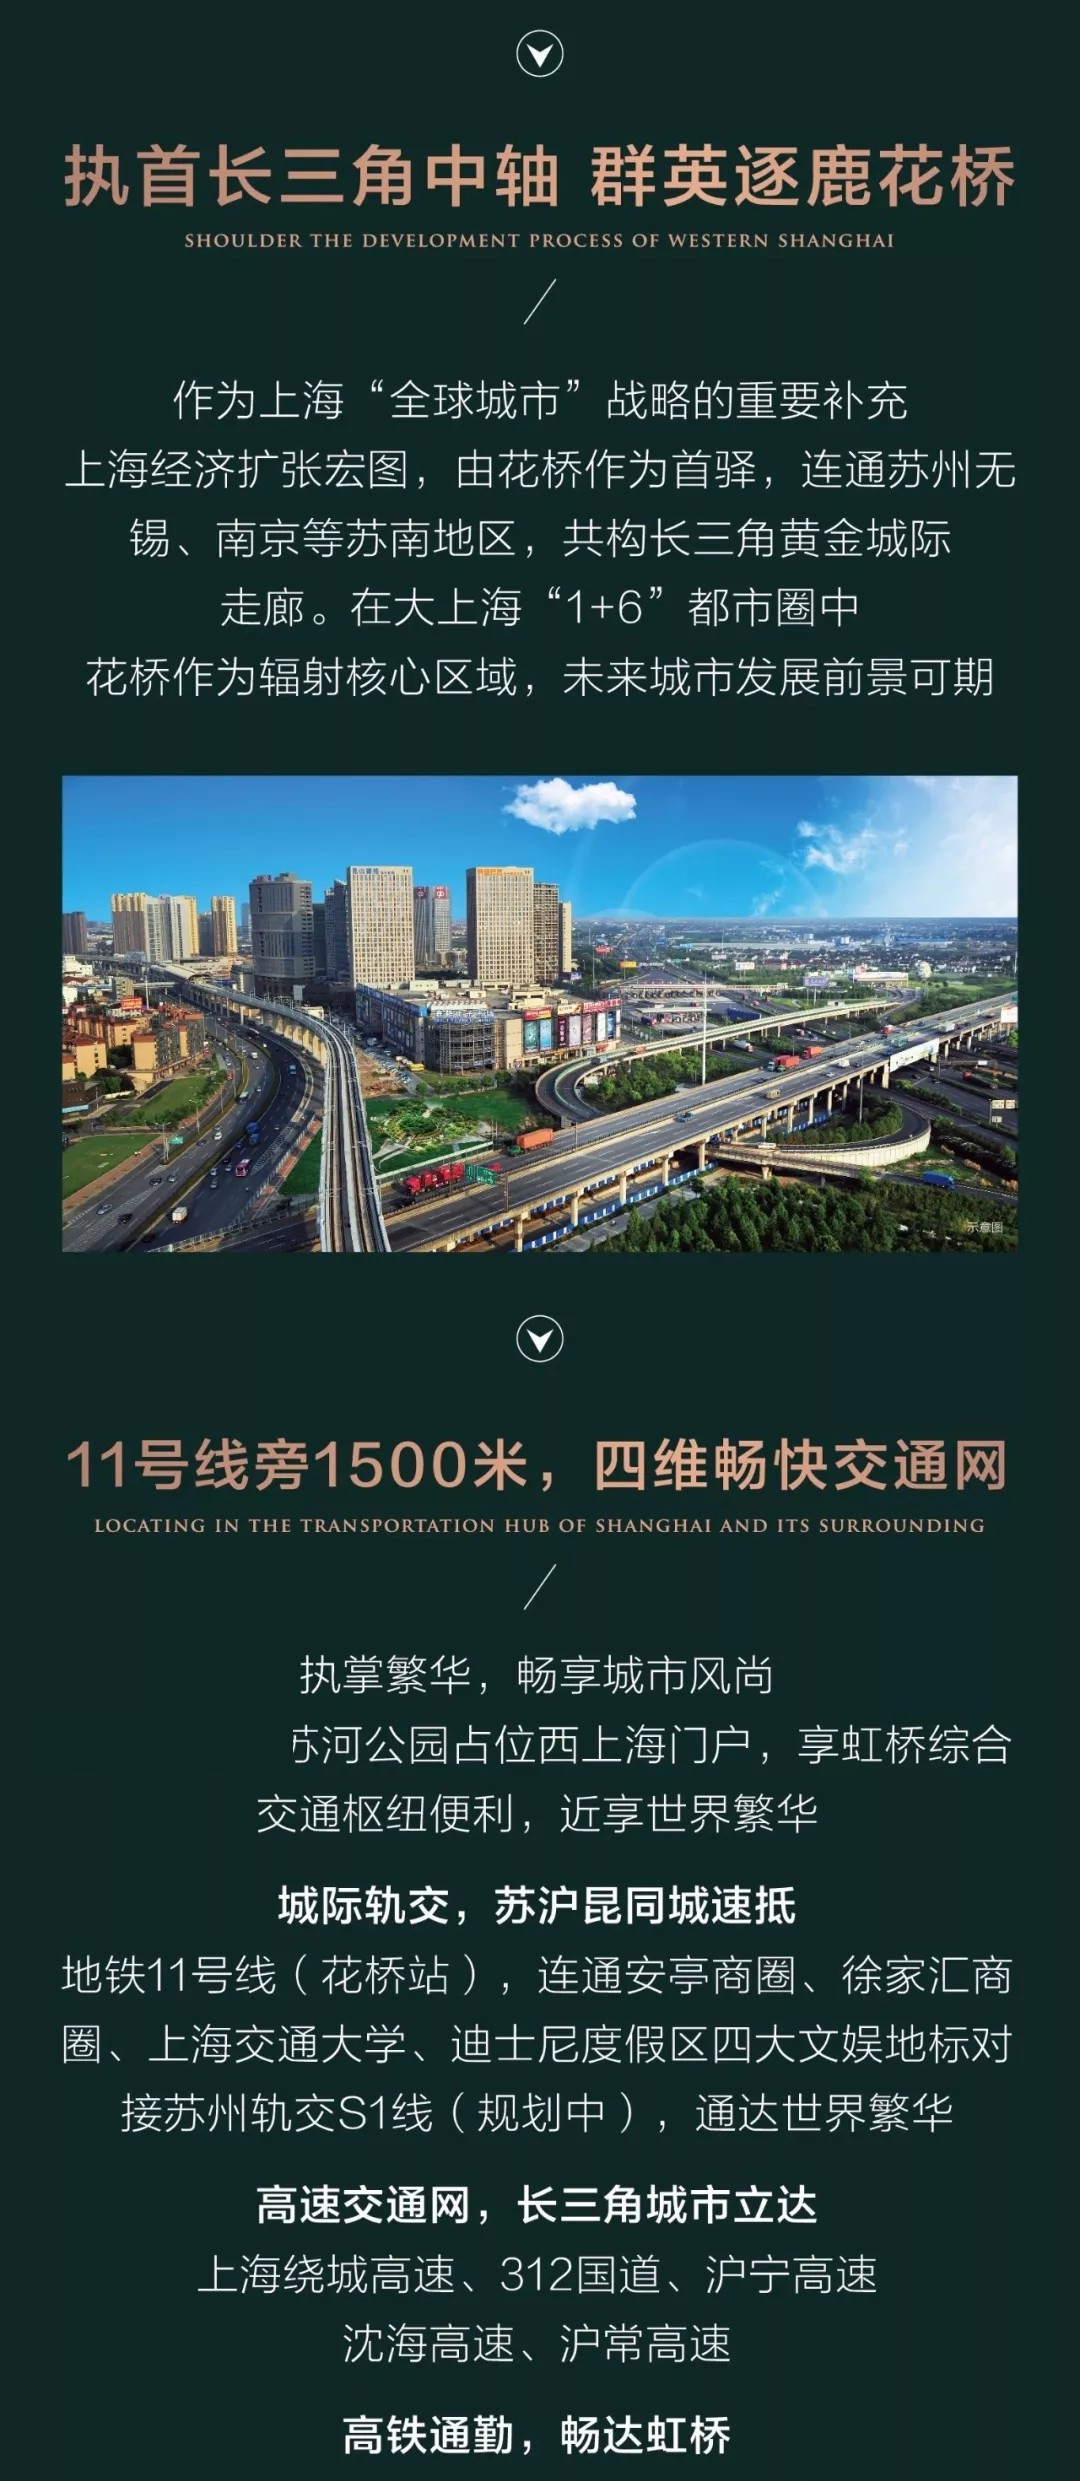 执首长三角中轴 群英逐鹿花桥
SHOULDER THE DEVELOPMENT PROCESS OF WESTERN SHANGHAI
作为上海“全球城市”战略的重要补充
上海经济扩张宏图，由花桥作为首驿，连通苏州无
锡、南京等苏南地区，共构长三角黄金城际
走廊。在大上海“1+6”都市圈中
花桥作为辐射核心区域，未来城市发展前景可期
示意图
11号线旁1500米，四维畅快交通网
LOCATING IN THE TRANSPORTATION HUB OF SHANGHAI AND ITS SURROUNDING
执掌繁华，畅享城市风尚
河公园占位西上海门户，享虹桥综合
交通枢纽便利，近享世界繁华
城际轨交，苏沪昆同城速抵
地铁11号线（花桥站），连通安亭商圈、徐家汇商
圈、上海交通大学、迪士尼度假区四大文娱地标对
接苏州轨交S1线（规划中），通达世界繁华
高速交通网，长三角城市立达
上海绕城高速、312国道、沪宁高速
沈海高速、沪常高速
高铁通勤，畅达虹桥